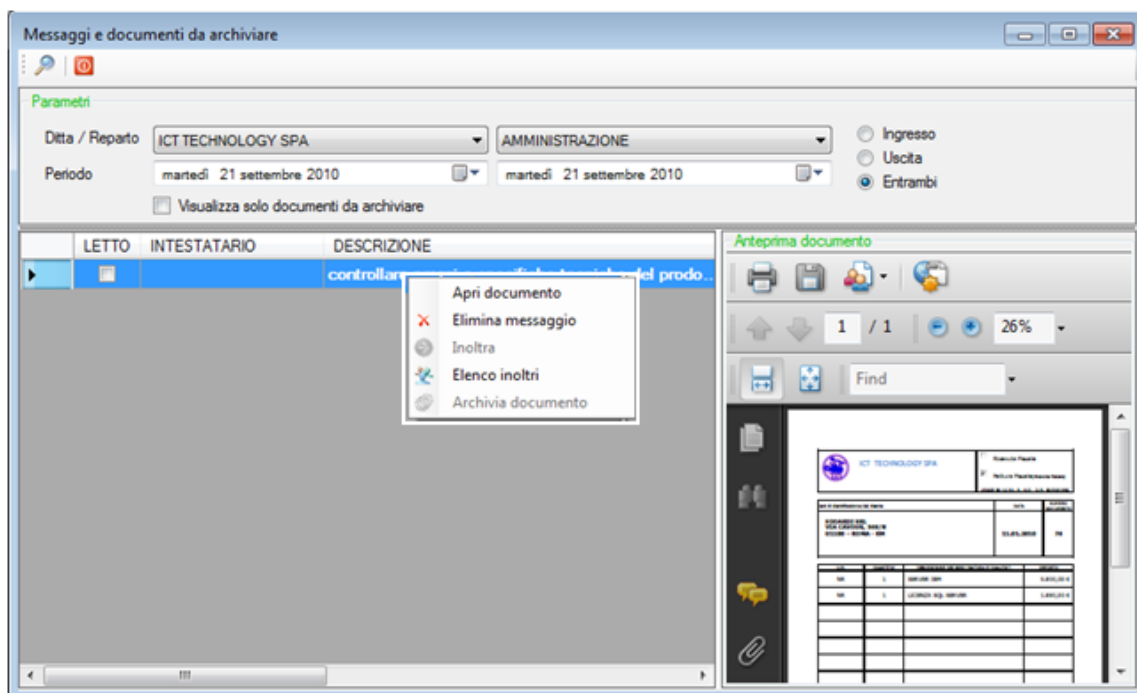 Messaggi e documenti da archiviare
Parametri
Ditta / Reparto ICT TECHNOLOGY SPA AMMINISTRAZIONE
Ingresso
Uscita
Periodo martedì 21 settembre 2010 martedì 21 settembre 2010
Entrambi
Visualizza solo documenti da archiviare
LETTO INTESTATARIO DESCRIZIONE
controllare del prodo...
Apri documento
Elimina messaggio
Inoltra
Elenco inoltri
Archivia documento
Anteprima documento
1 / 1 26%
Find
ICT TECHNOLOGY SPA